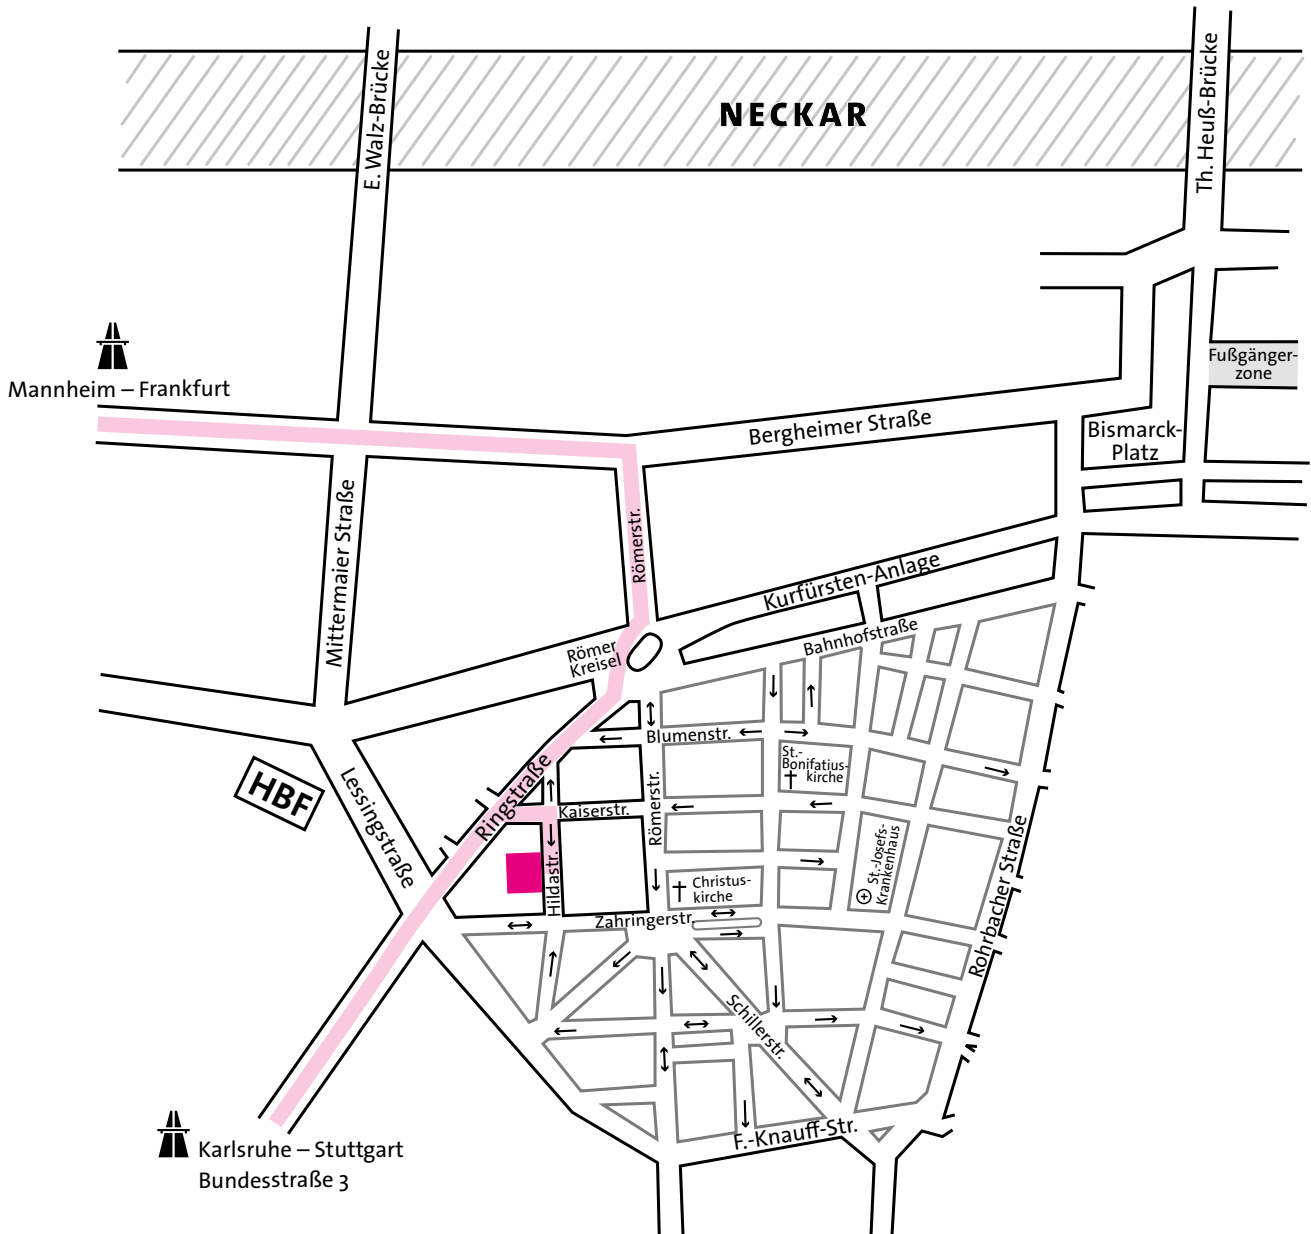 NECKAR
E. Walz-Brücke
Th. Heuß-Brücke
Mannheim – Frankfurt
Fußgänger-
zone
Bergheimer Straße
Bismarck-
Platz
Mittermaier Straße
Römerstr.
Kurfürsten-Anlage
Bahnhofstraße
Römer
Kreisel
Blumenstr.
St.-
Bonifatius-
kirche
HBF
Lessingstraße
Ringstraße
Kaiserstr.
Römerstr.
St.-Josefs-
Krankenhaus
Rohrbacher Straße
Hildastr.
Christus-
kirche
Zahringerstr.
Schillerstr.
F.-Knauff-Str.
Karlsruhe – Stuttgart
Bundesstraße 3